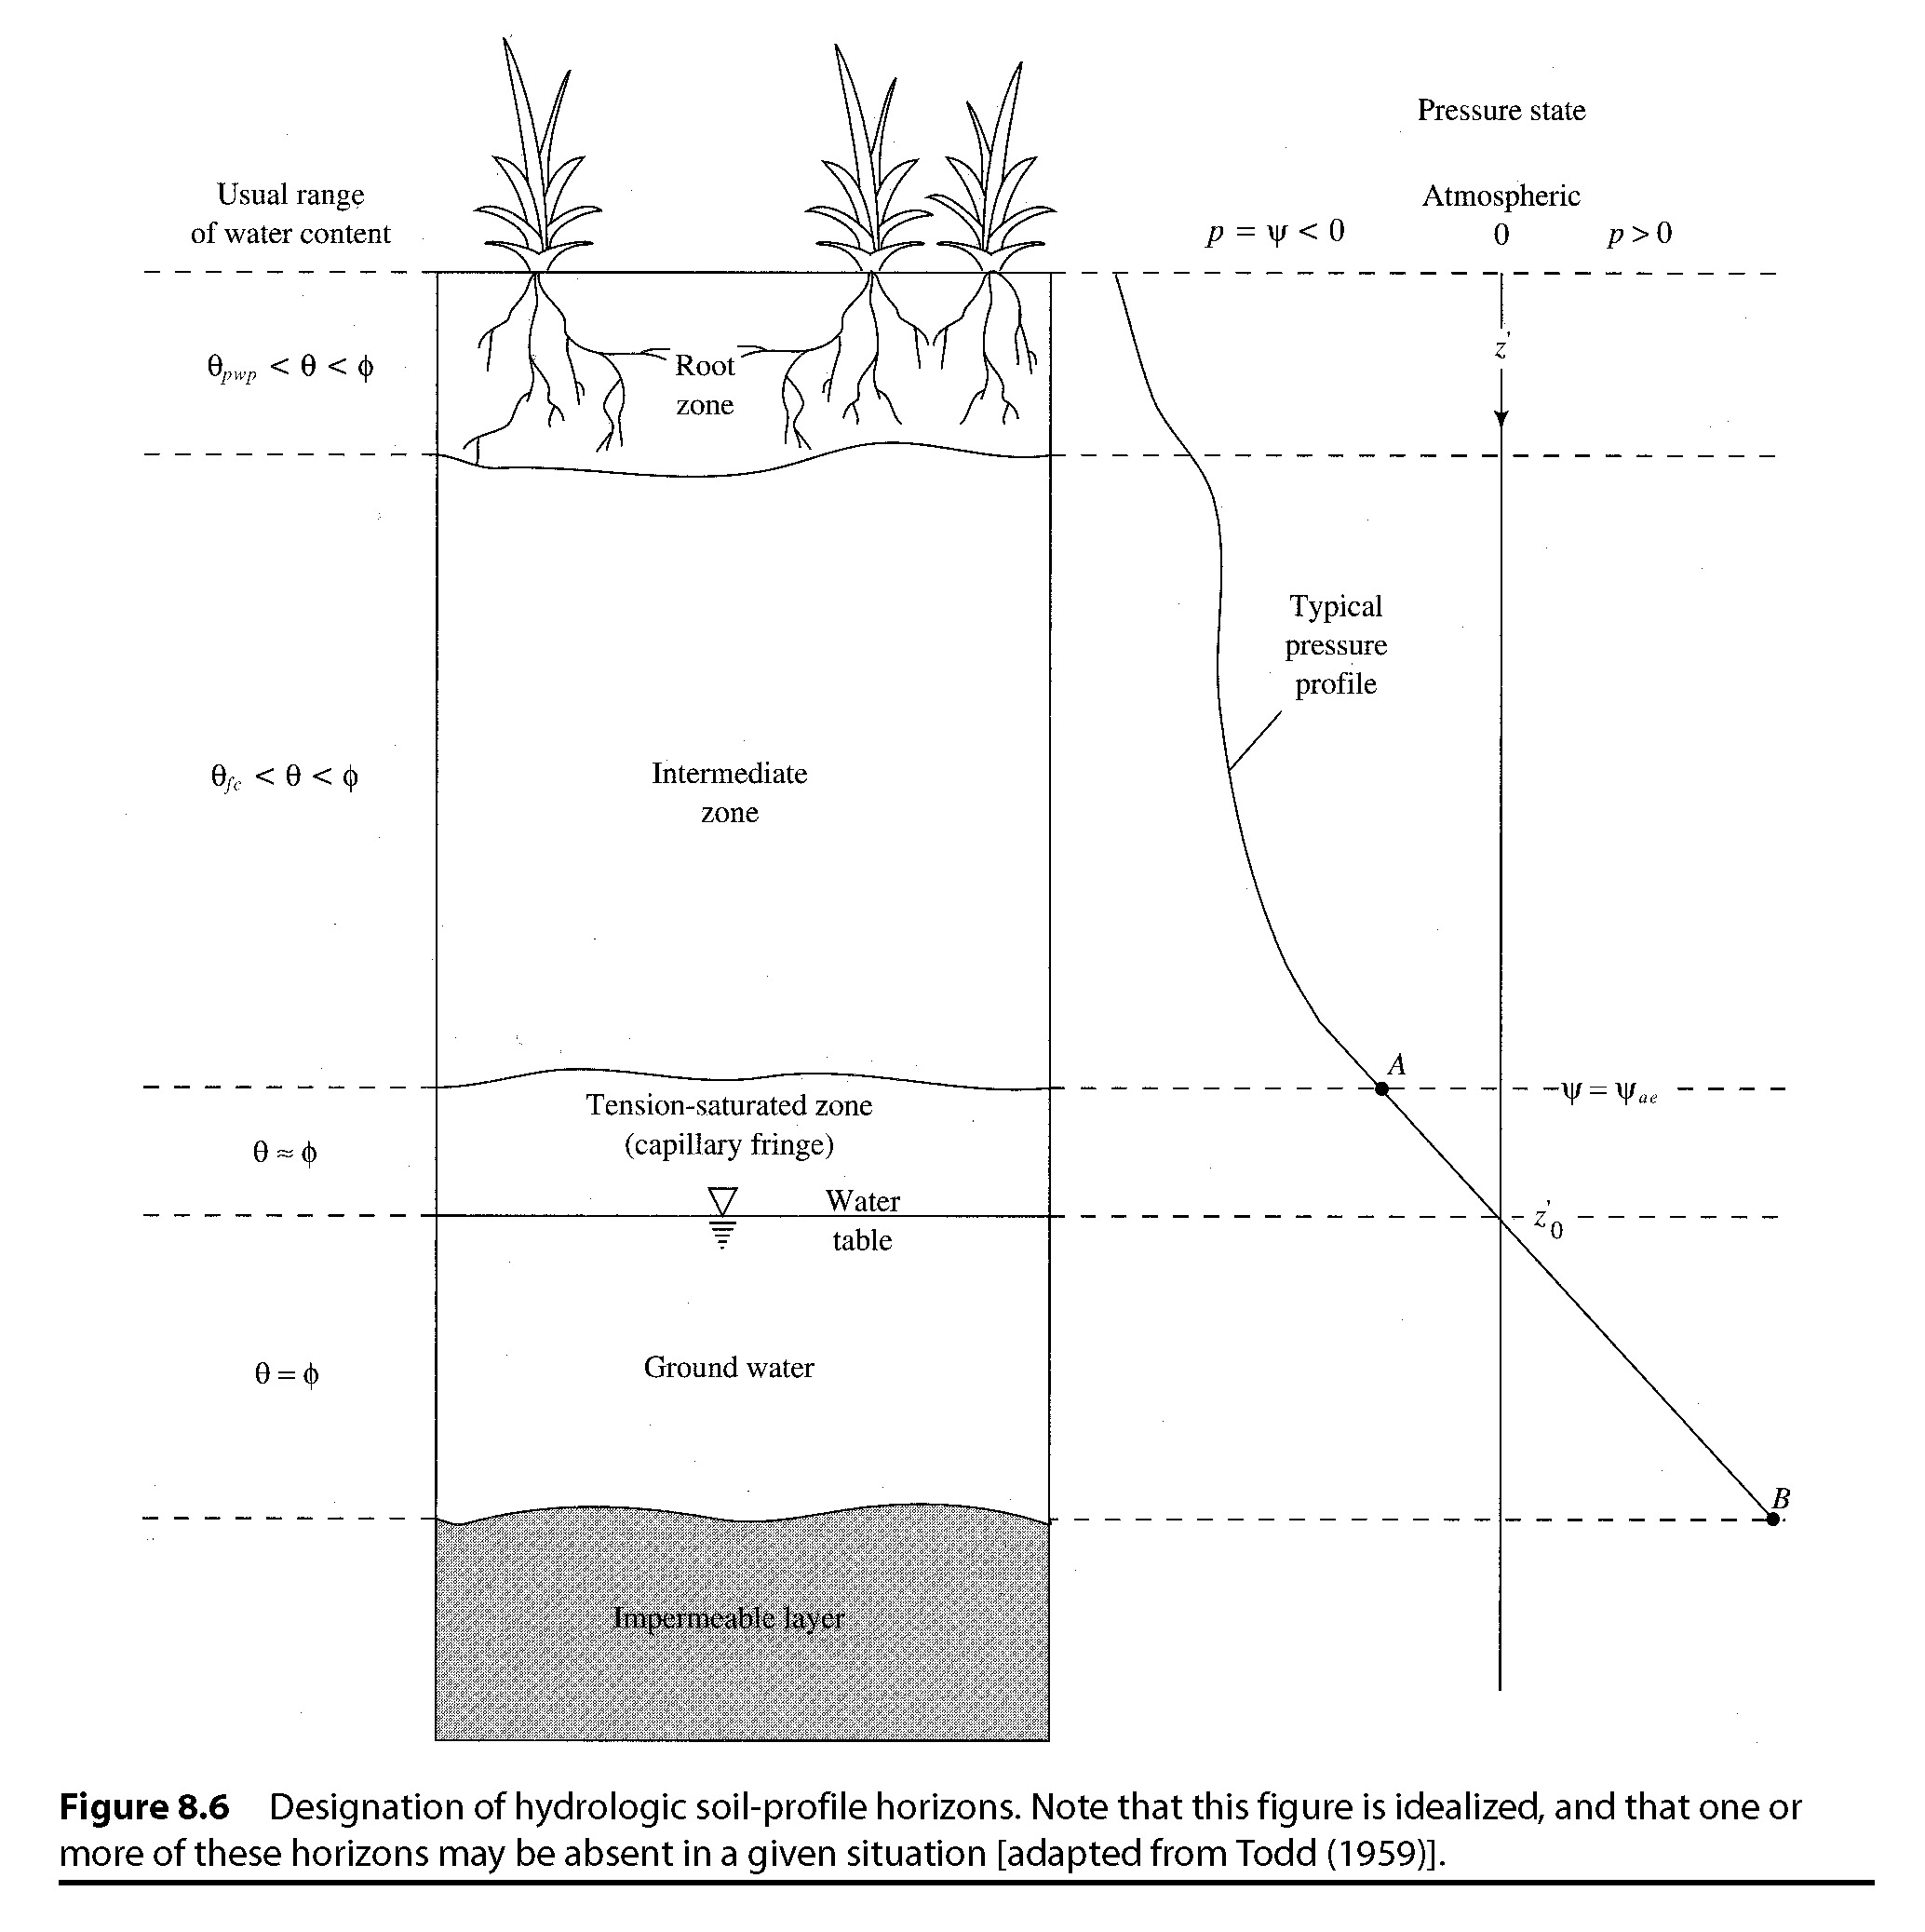 Pressure state
Usual range
of water content
Atmospheric
p = ψ < 0
0
p > 0
z'
θpwp < θ < ϕ
Root
zone
Typical
pressure
profile
θfc < θ < ϕ
Intermediate
zone
A
ψ = ψae
Tension-saturated zone
(capillary fringe)
θ ≈ ϕ
Water
table
z'0
θ = ϕ
Ground water
B
Impermeable layer
Figure 8.6 Designation of hydrologic soil-profile horizons. Note that this figure is idealized, and that one or
more of these horizons may be absent in a given situation [adapted from Todd (1959)].